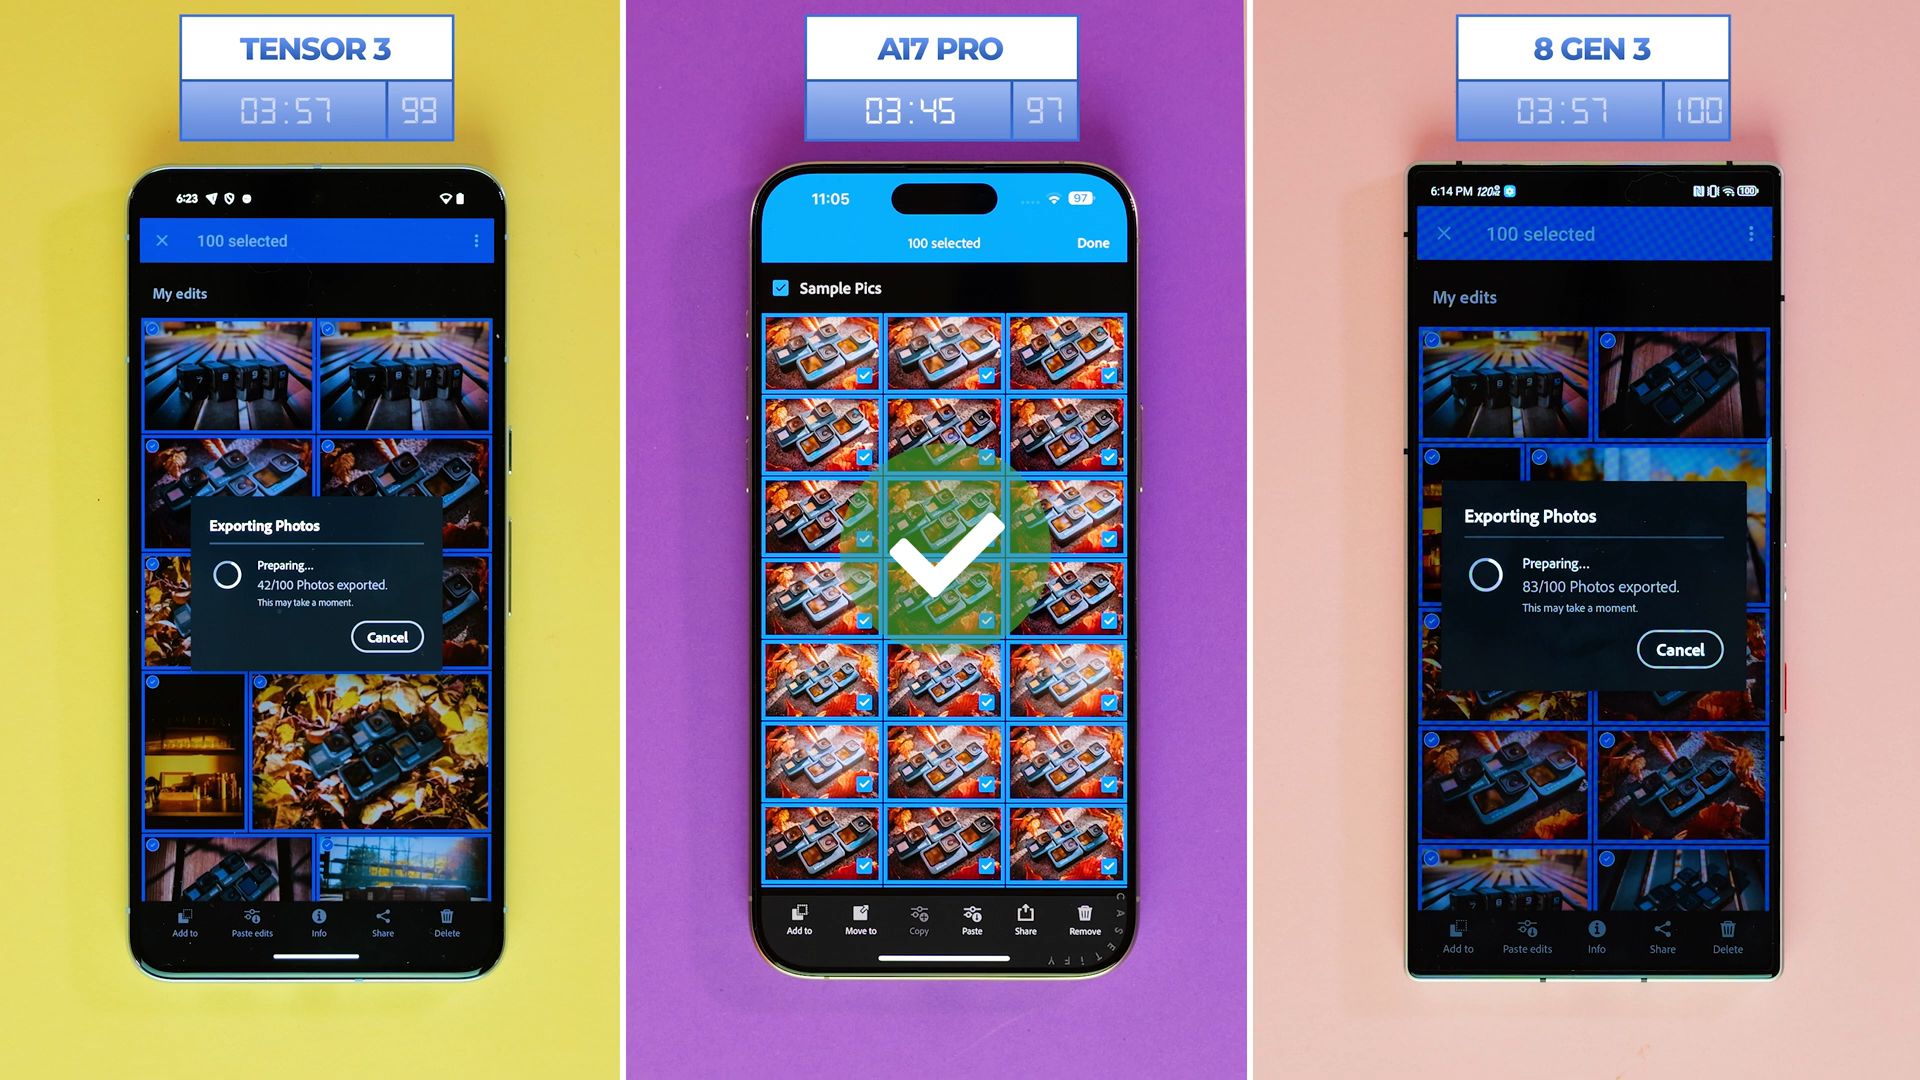 TENSOR 3
03:57 99
6:23
100 selected
My edits
Exporting Photos
Preparing...
42/100 Photos exported.
This may take a moment.
Cancel
Add to Paste edits Info Share Delete
A17 PRO
03:45 97
11:05 97
100 selected Done
Sample Pics
Add to Move to Copy Paste Share Remove
CASETiFY
8 GEN 3
03:57 100
6:14 PM 100
100 selected
My edits
Exporting Photos
Preparing...
83/100 Photos exported.
This may take a moment.
Cancel
Add to Paste edits Info Share Delete